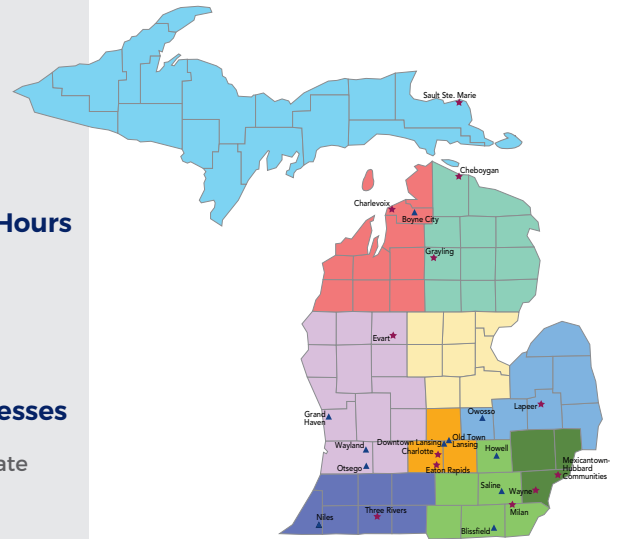 Hours
esses
ate
Sault Ste. Marie
Cheboygan
Charlevoix
Boyne City
Grayling
Evart
Grand
Haven
Lapeer
Owosso
Downtown Lansing
Old Town
Lansing
Wayland
Charlotte
Howell
Otsego
Eaton Rapids
Mexicantown-
Hubbard
Communities
Saline
Wayne
Niles
Three Rivers
Milan
Blissfield